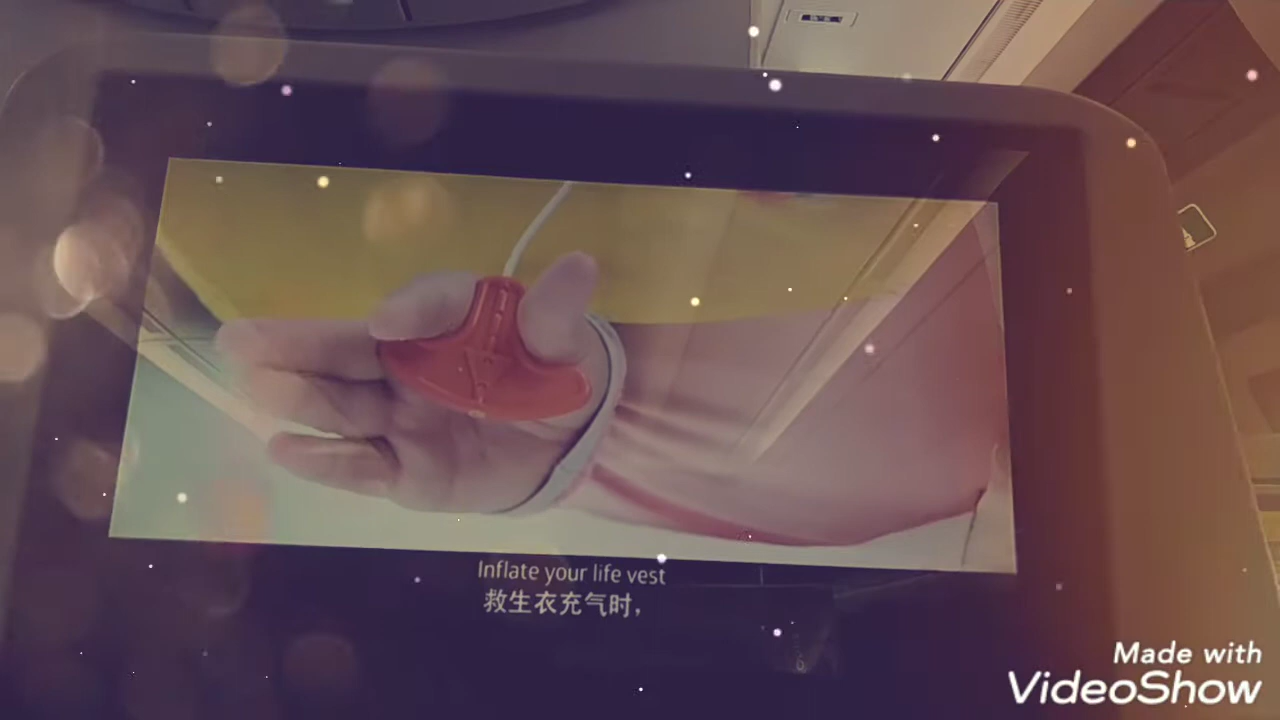 Inflate your life vest
救生衣充气时，
Made with
VideoShow